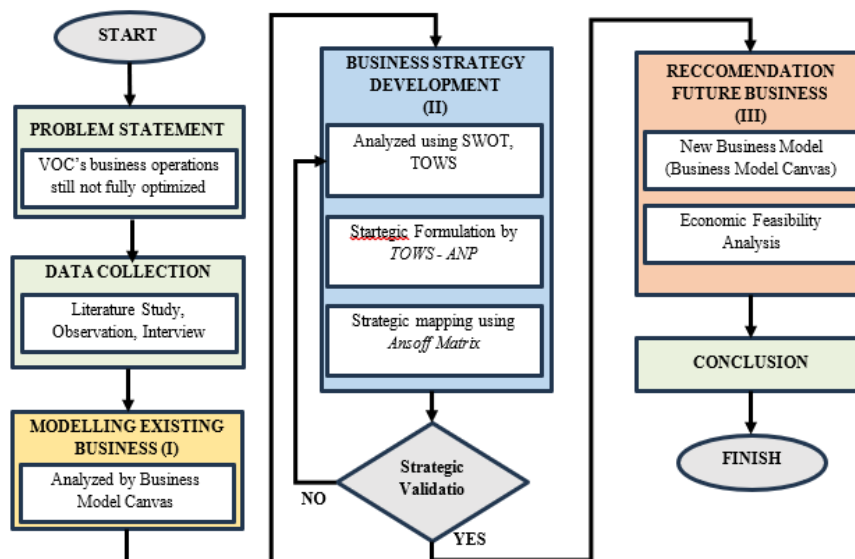 START
PROBLEM STATEMENT
VOC's business operations
still not fully optimized
DATA COLLECTION
Literature Study,
Observation, Interview
MODELLING EXISTING
BUSINESS (I)
Analyzed by Business
Model Canvas
BUSINESS STRATEGY
DEVELOPMENT
(II)
Analyzed using SWOT,
TOWS
Startegic Formulation by
TOWS - ANP
Strategic mapping using
Ansoff Matrix
Strategic
Validatio
NO
YES
RECCOMENDATION
FUTURE BUSINESS
(III)
New Business Model
(Business Model Canvas)
Economic Feasibility
Analysis
CONCLUSION
FINISH